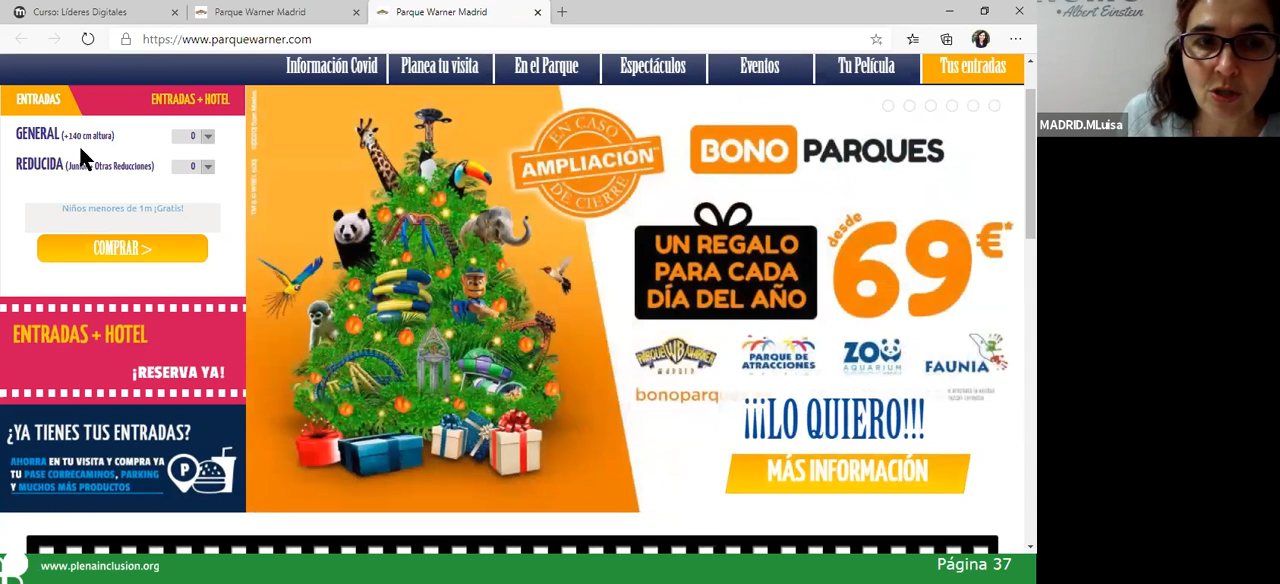 Curso: Líderes Digitales
Parque Warner Madrid
Parque Warner Madrid
https://www.parquewarner.com
Albert Einstein
MADRID.MLuisa
Información Covid
Planea tu visita
En el Parque
Espectáculos
Eventos
Tu Película
Tus entradas
ENTRADAS
ENTRADAS + HOTEL
GENERAL (+140 cm altura)
0
REDUCIDA Otras Reducciones)
0
Niños menores de 1m ¡Gratis!
COMPRAR >
ENTRADAS + HOTEL
¡RESERVA YA!
¿YA TIENES TUS ENTRADAS?
AHORRA EN TU VISITA Y COMPRA YA
TU PASE CORRECAMINOS, PARKING
Y MUCHOS MÁS PRODUCTOS
P
EN CASO
AMPLIACIÓN
DE CIERRE
BONO PARQUES
UN REGALO
PARA CADA
DÍA DEL AÑO
desde
69€*
PARQUE WB WARNER
MADRID
PARQUE DE
ATRACCIONES
ZOO
AQUARIUM
FAUNIA
bonoparqu
¡¡¡LO QUIERO!!!
MÁS INFORMACIÓN
www.plenainclusion.org
Página 37